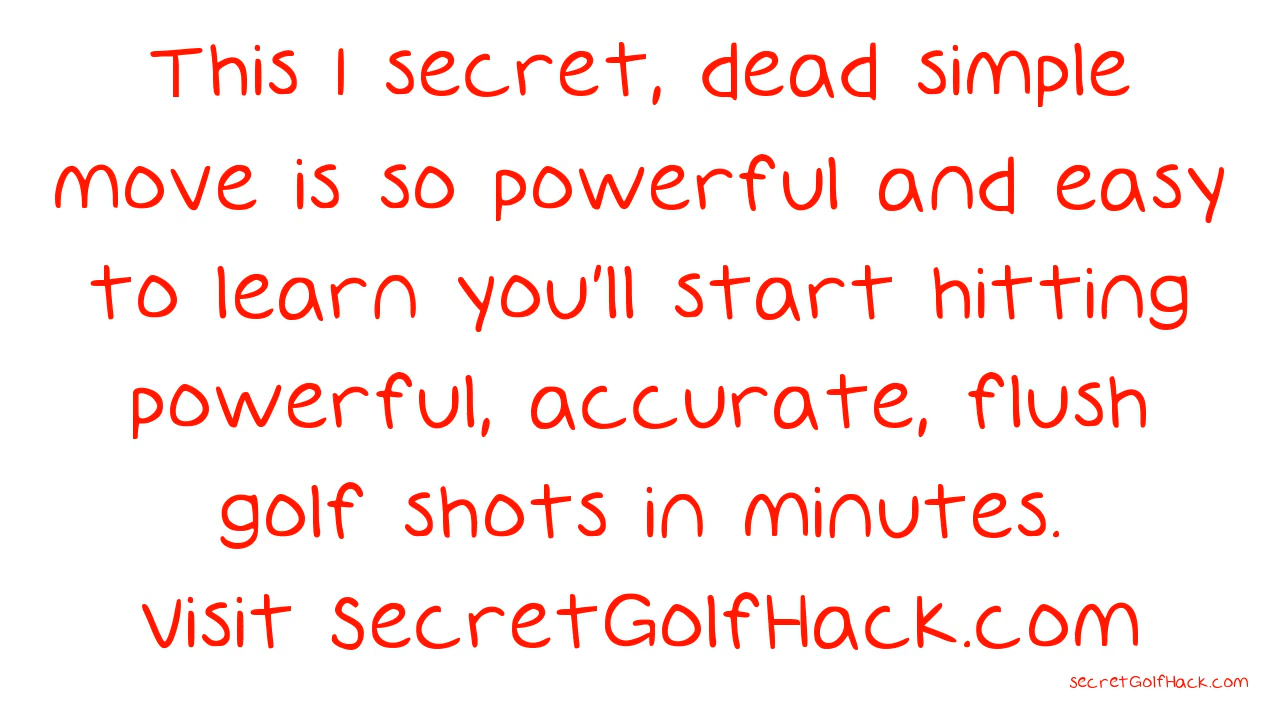 This 1 secret, dead simple
move is so powerful and easy
to learn you'll start hitting
powerful, accurate, flush
golf shots in minutes.
Visit SecretGolfHack.com
secretGolfHack.com